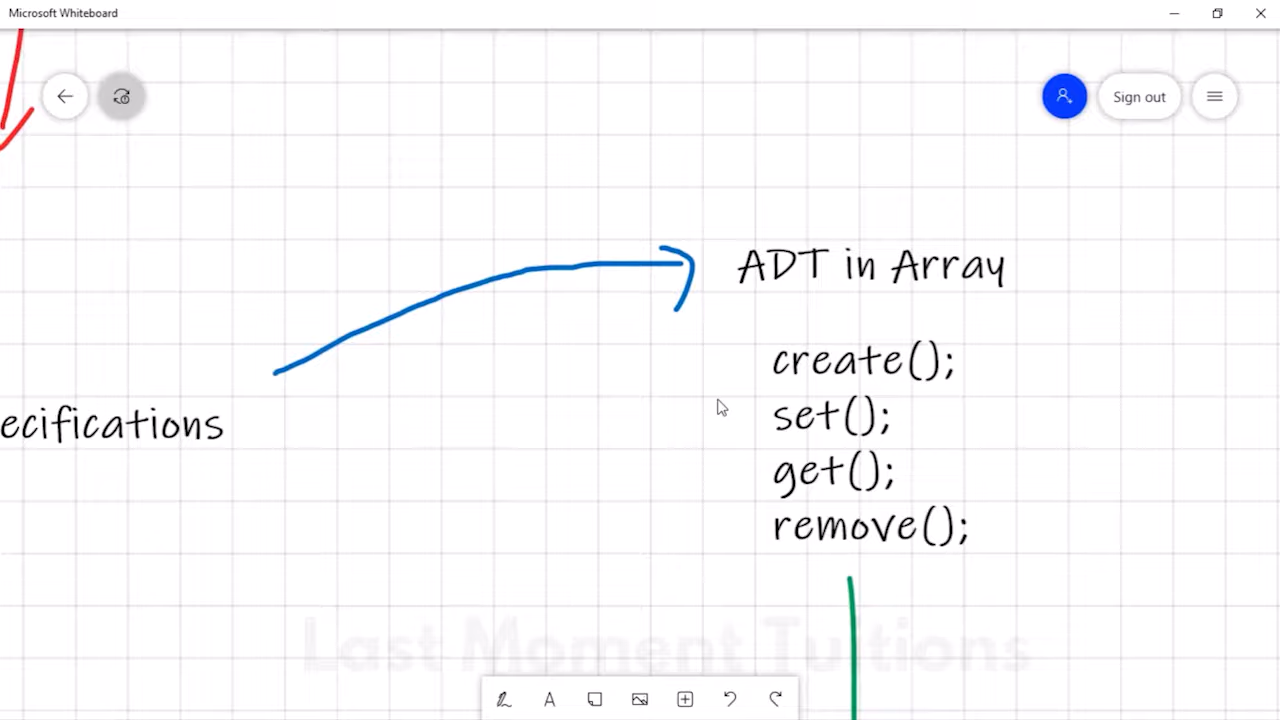 Microsoft Whiteboard
Sign out
ADT in Array
create();
set();
ecifications
get();
remove();
Last Moment Tuitions